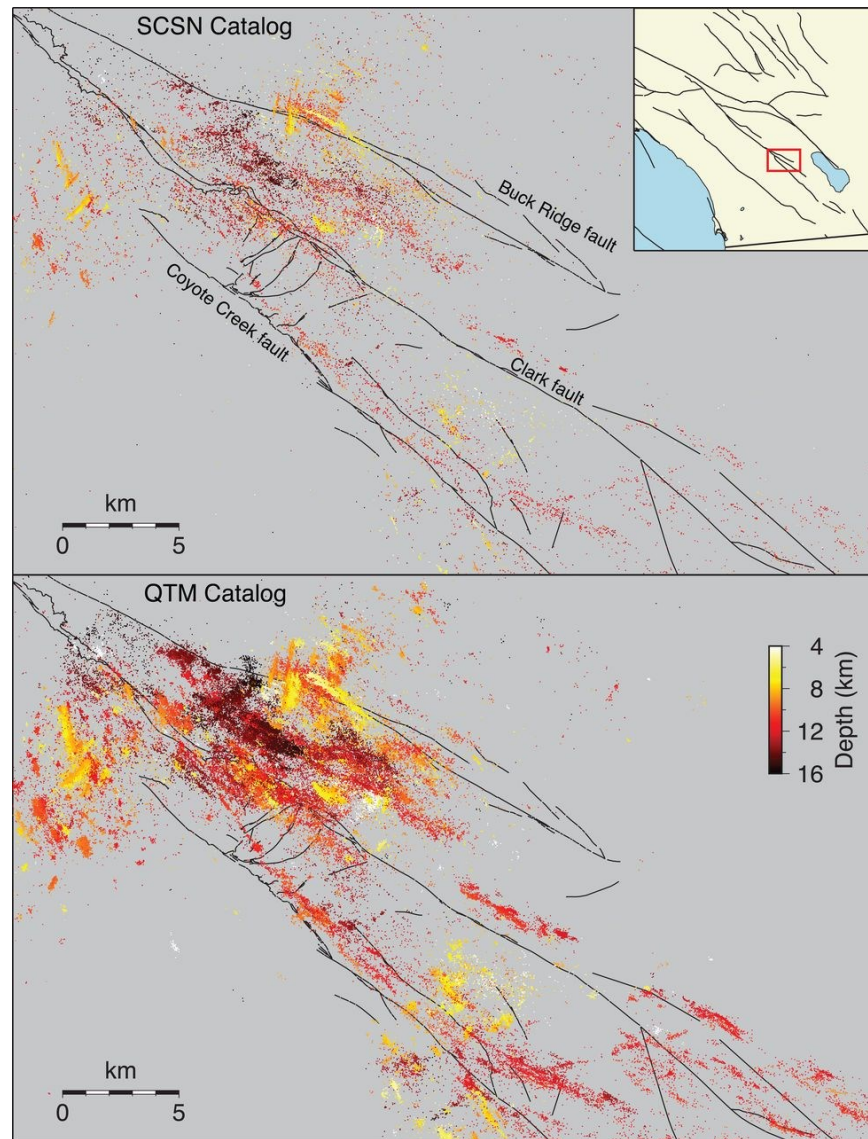 SCSN Catalog
Buck Ridge fault
Coyote Creek fault
Clark fault
km
0 5
QTM Catalog
4
8
12
16
Depth (km)
km
0 5